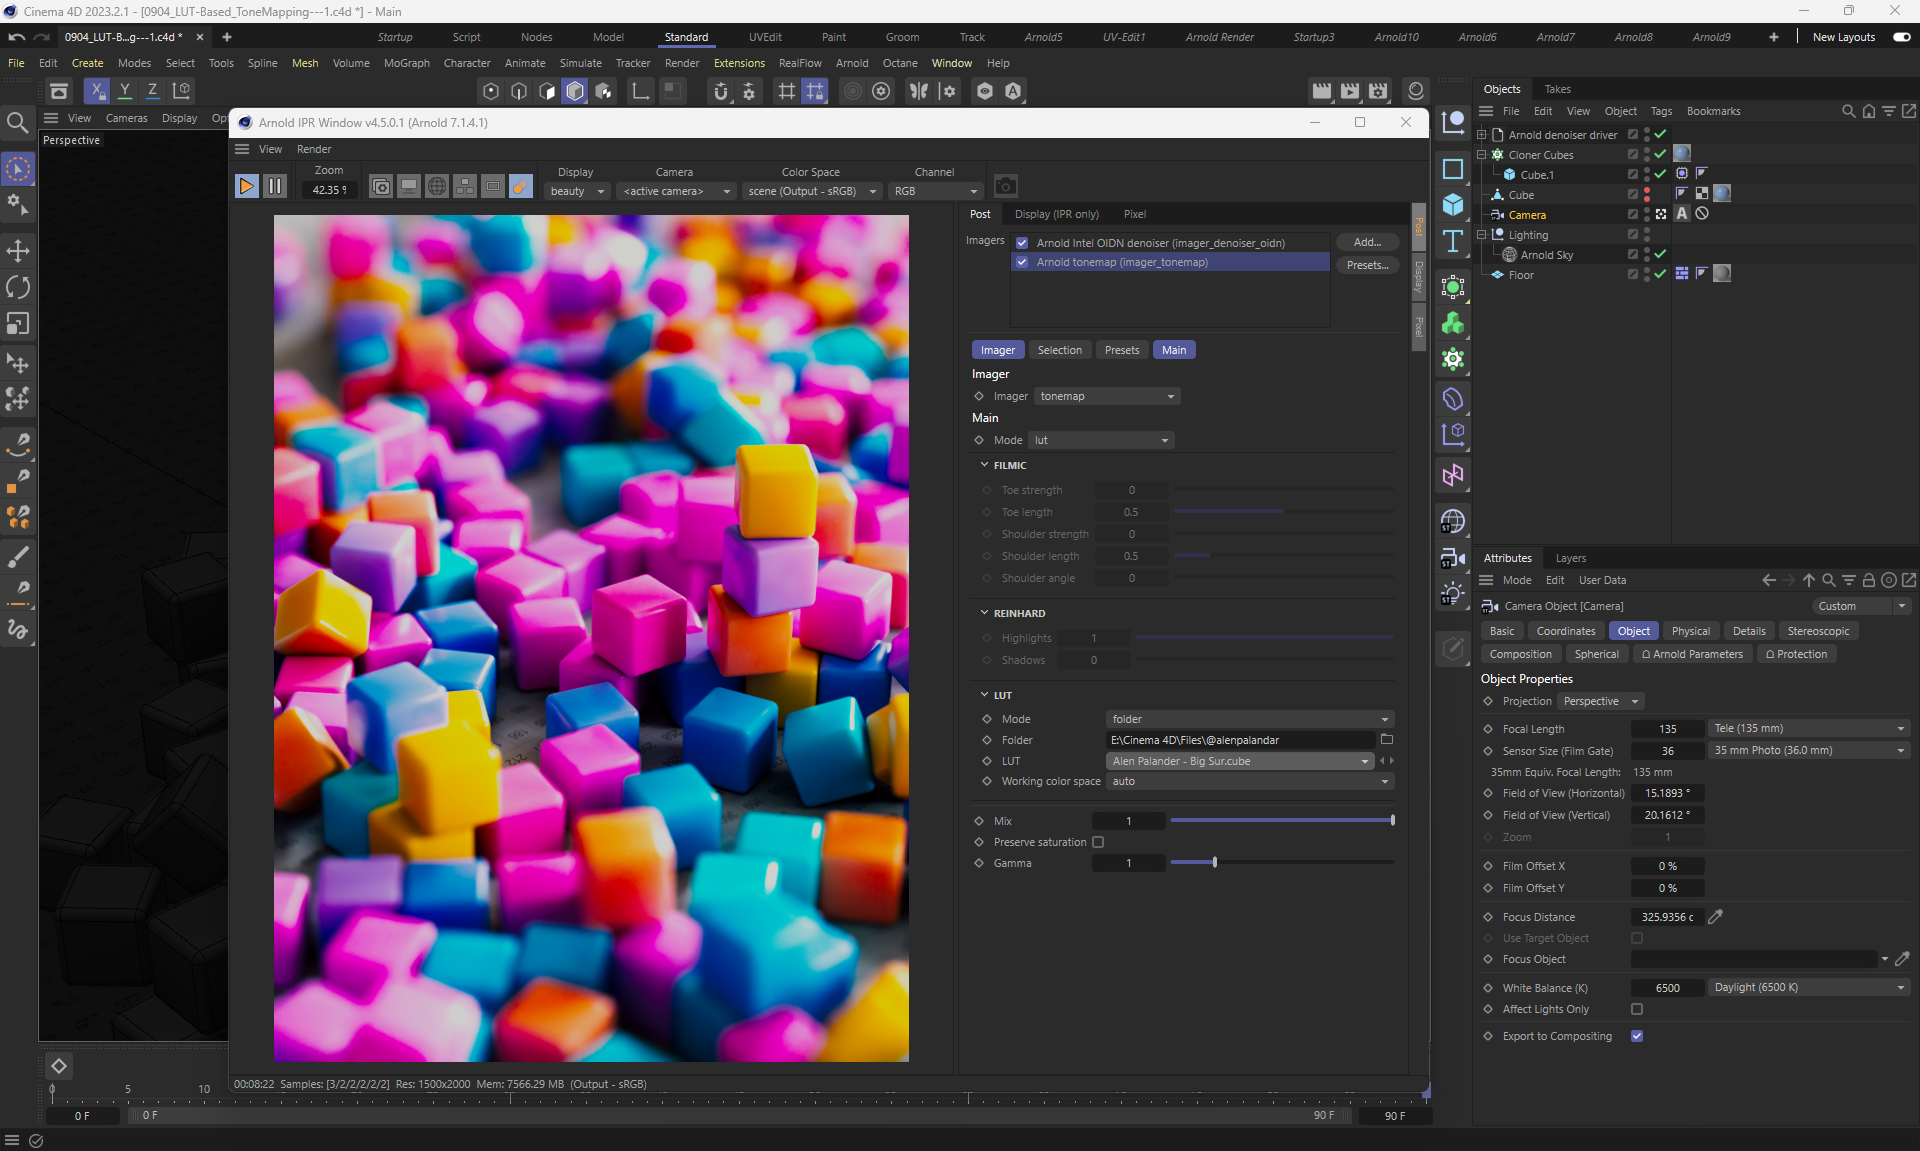 Cinema 4D 2023.2.1 - [0904_LUT-Based_ToneMapping---1.c4d *] - Main
0904_LUT-B...g---1.c4d *
Startup Script Nodes Model Standard UVEdit Paint Groom Track Arnold5 UV-Edit1 Arnold Render Startup3 Arnold10 Arnold6 Arnold7 Arnold8 Arnold9 New Layouts
File Edit Create Modes Select Tools Spline Mesh Volume MoGraph Character Animate Simulate Tracker Render Extensions RealFlow Arnold Octane Window Help
X Y Z
View Cameras Display
Perspective
Arnold IPR Window v4.5.0.1 (Arnold 7.1.4.1)
View Render
Zoom Display Camera Color Space Channel
42.35 % beauty <active camera> scene (Output - sRGB) RGB
Post Display (IPR only) Pixel
Imagers
Arnold Intel OIDN denoiser (imager_denoiser_oidn)
Arnold tonemap (imager_tonemap)
Add...
Presets...
Post
Display
Pixel
Imager Selection Presets Main
Imager
Imager tonemap
Main
Mode lut
FILMIC
Toe strength 0
Toe length 0.5
Shoulder strength 0
Shoulder length 0.5
Shoulder angle 0
REINHARD
Highlights 1
Shadows 0
LUT
Mode folder
Folder E:\Cinema 4D\Files\@alenpalandar
LUT Alen Palander - Big Sur.cube
Working color space auto
Mix 1
Preserve saturation
Gamma 1
00:08:22 Samples: [3/2/2/2/2/2] Res: 1500x2000 Mem: 7566.29 MB (Output - sRGB)
0 5 10
0 F 0 F 90 F 90 F
Objects Takes
File Edit View Object Tags Bookmarks
Arnold denoiser driver
Cloner Cubes
Cube.1
Cube
Camera
Lighting
Arnold Sky
Floor
Attributes Layers
Mode Edit User Data
Camera Object [Camera] Custom
Basic Coordinates Object Physical Details Stereoscopic
Composition Spherical Arnold Parameters Protection
Object Properties
Projection Perspective
Focal Length 135 Tele (135 mm)
Sensor Size (Film Gate) 36 35 mm Photo (36.0 mm)
35mm Equiv. Focal Length: 135 mm
Field of View (Horizontal) 15.1893 °
Field of View (Vertical) 20.1612 °
Zoom 1
Film Offset X 0 %
Film Offset Y 0 %
Focus Distance 325.9356 c
Use Target Object
Focus Object
White Balance (K) 6500 Daylight (6500 K)
Affect Lights Only
Export to Compositing